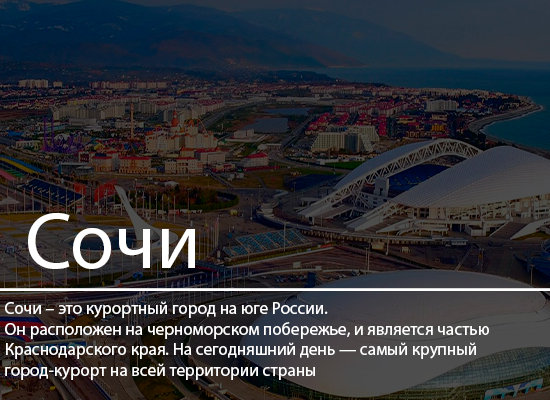 Сочи
Сочи – это курортный город на юге России.
Он расположен на черноморском побережье, и является частью
Краснодарского края. На сегодняшний день — самый крупный
город-курорт на всей территории страны